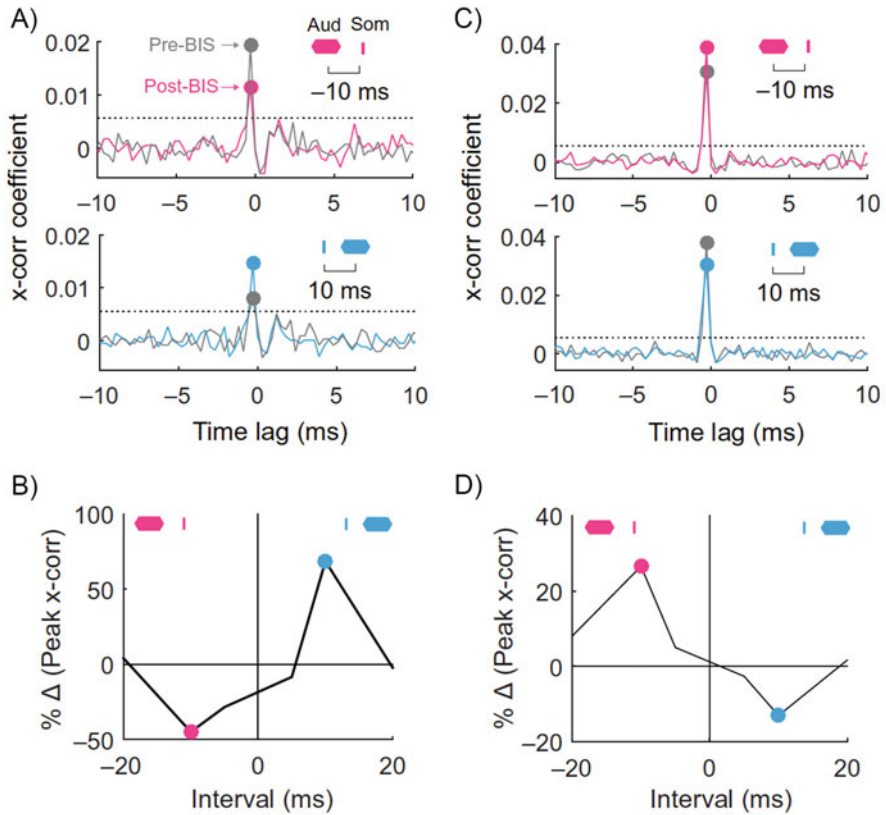 A)
0.02
Pre-BIS
Aud Som
0.01
Post-BIS
–10 ms
0
–10 –5 0 5 10
0.02
0.01
10 ms
0
–10 –5 0 5 10
x-corr coefficient
Time lag (ms)
C)
0.04
0.02
–10 ms
0
–10 –5 0 5 10
0.04
0.02
10 ms
0
–10 –5 0 5 10
x-corr coefficient
Time lag (ms)
B)
100
50
0
–50
–20 0 20
% Δ (Peak x-corr)
Interval (ms)
D)
40
20
0
–20
–20 0 20
% Δ (Peak x-corr)
Interval (ms)